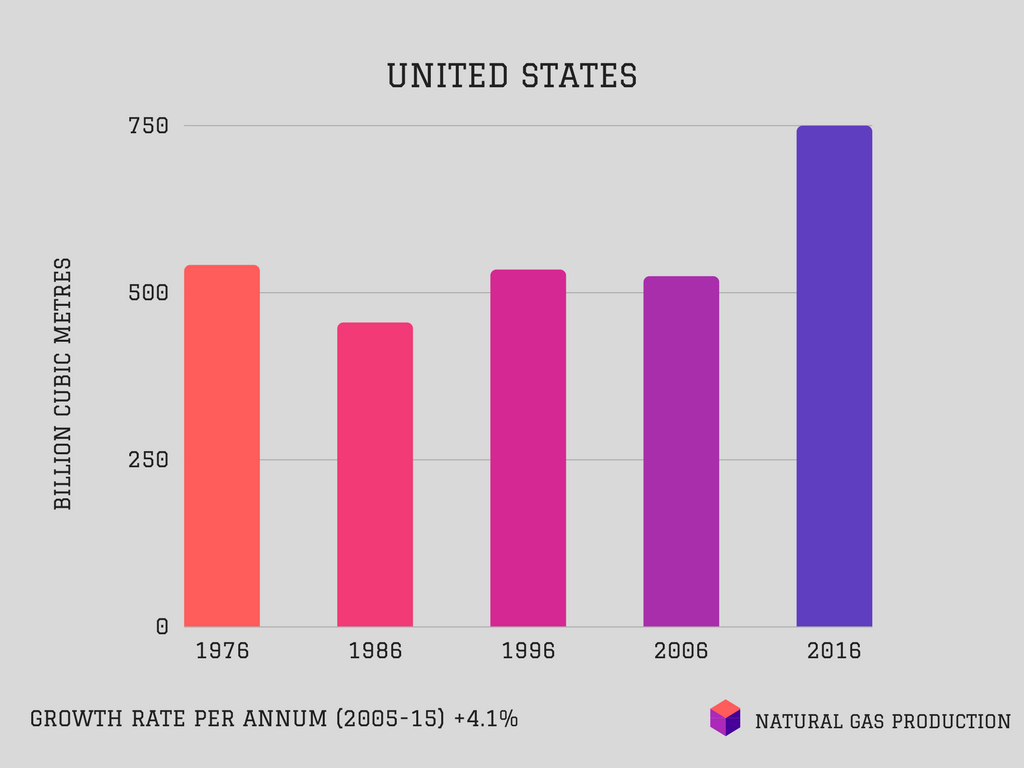 UNITED STATES
750
500
250
0
BILLION CUBIC METRES
1976 1986 1996 2006 2016
GROWTH RATE PER ANNUM (2005-15) +4.1%
NATURAL GAS PRODUCTION